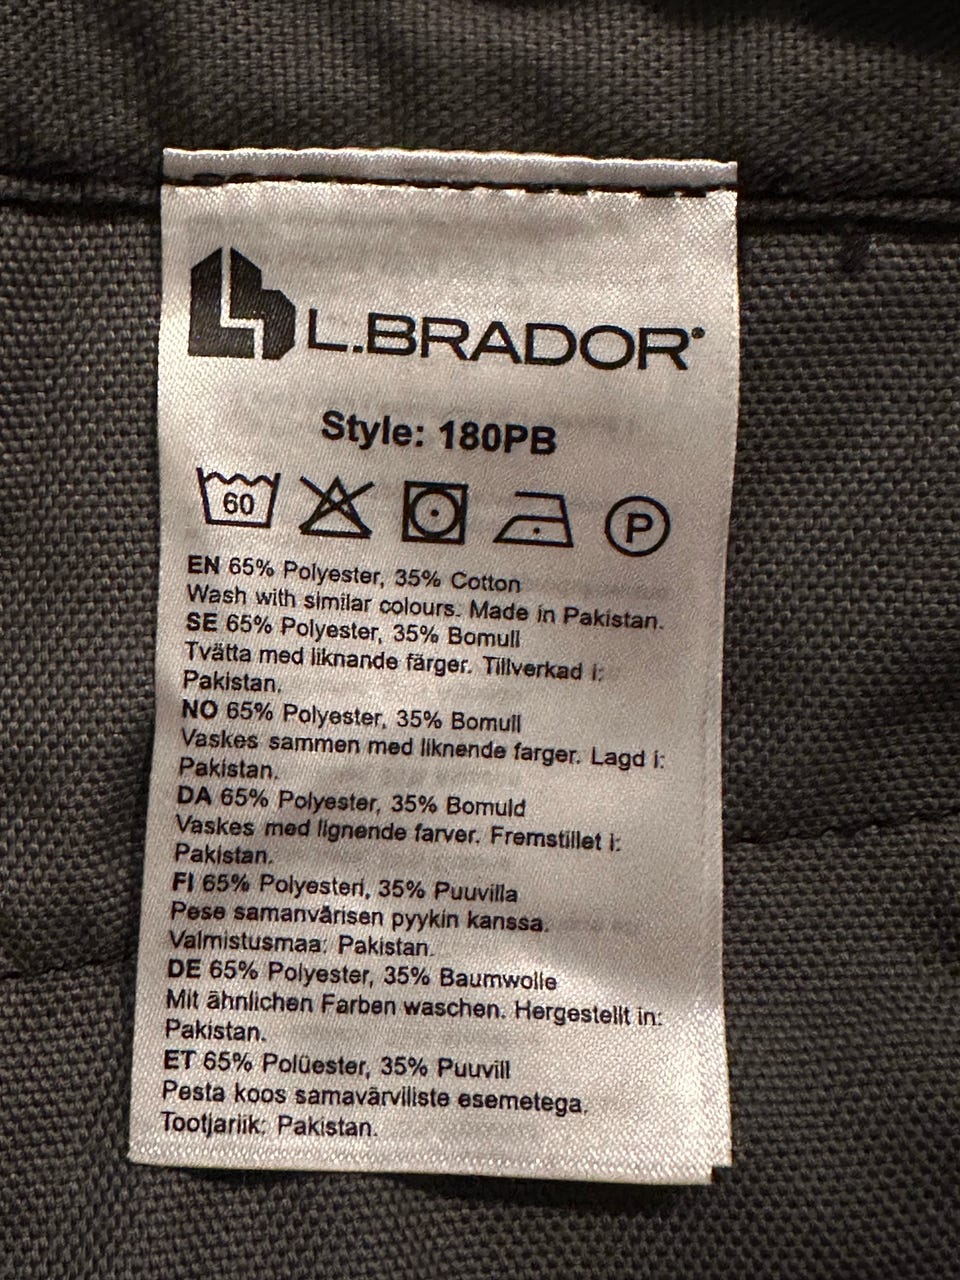 L.BRADOR®
Style: 180PB
60 P
EN 65% Polyester, 35% Cotton
Wash with similar colours. Made in Pakistan.
SE 65% Polyester, 35% Bomull
Tvätta med liknande färger. Tillverkad i:
Pakistan.
NO 65% Polyester, 35% Bomull
Vaskes sammen med liknende farger. Lagd i:
Pakistan.
DA 65% Polyester, 35% Bomuld
Vaskes med lignende farver. Fremstillet i:
Pakistan.
FI 65% Polyesteri, 35% Puuvilla
Pese samanvärisen pyykin kanssa.
Valmistusmaa: Pakistan.
DE 65% Polyester, 35% Baumwolle
Mit ähnlichen Farben waschen. Hergestellt in:
Pakistan.
ET 65% Polüester, 35% Puuvill
Pesta koos samavärviliste esemetega.
Tootjariik: Pakistan.